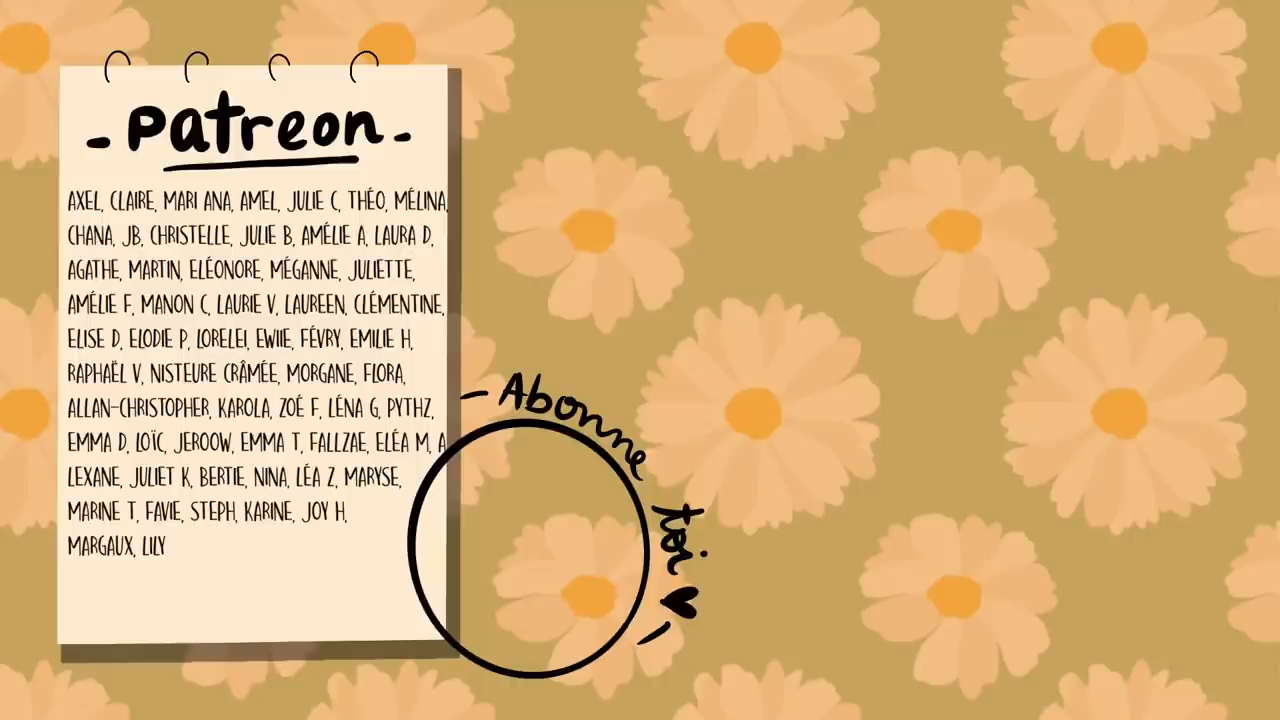 - Patreon -
AXEL, CLAIRE, MARI ANA, AMEL, JULIE C, THÉO, MÉLINA,
CHANA, JB, CHRISTELLE, JULIE B, AMÉLIE A, LAURA D,
AGATHE, MARTIN, ELÉONORE, MÉGANNE, JULIETTE,
AMÉLIE F, MANON C, LAURIE V, LAUREEN, CLÉMENTINE,
ELISE D, ELODIE P, LORELEI, EWIIE, FÉVRY, EMILIE H,
RAPHAËL V, NISTEURE CRÂMÉE, MORGANE, FLORA,
ALLAN-CHRISTOPHER, KAROLA, ZOÉ F, LÉNA G, PYTHZ,
EMMA D, LOÏC, JEROOW, EMMA T, FALLZAE, ELÉA M, A
LEXANE, JULIET K, BERTIE, NINA, LÉA Z, MARYSE,
MARINE T, FAVIE, STEPH, KARINE, JOY H,
MARGAUX, LILY
- Abonne toi ♥ -